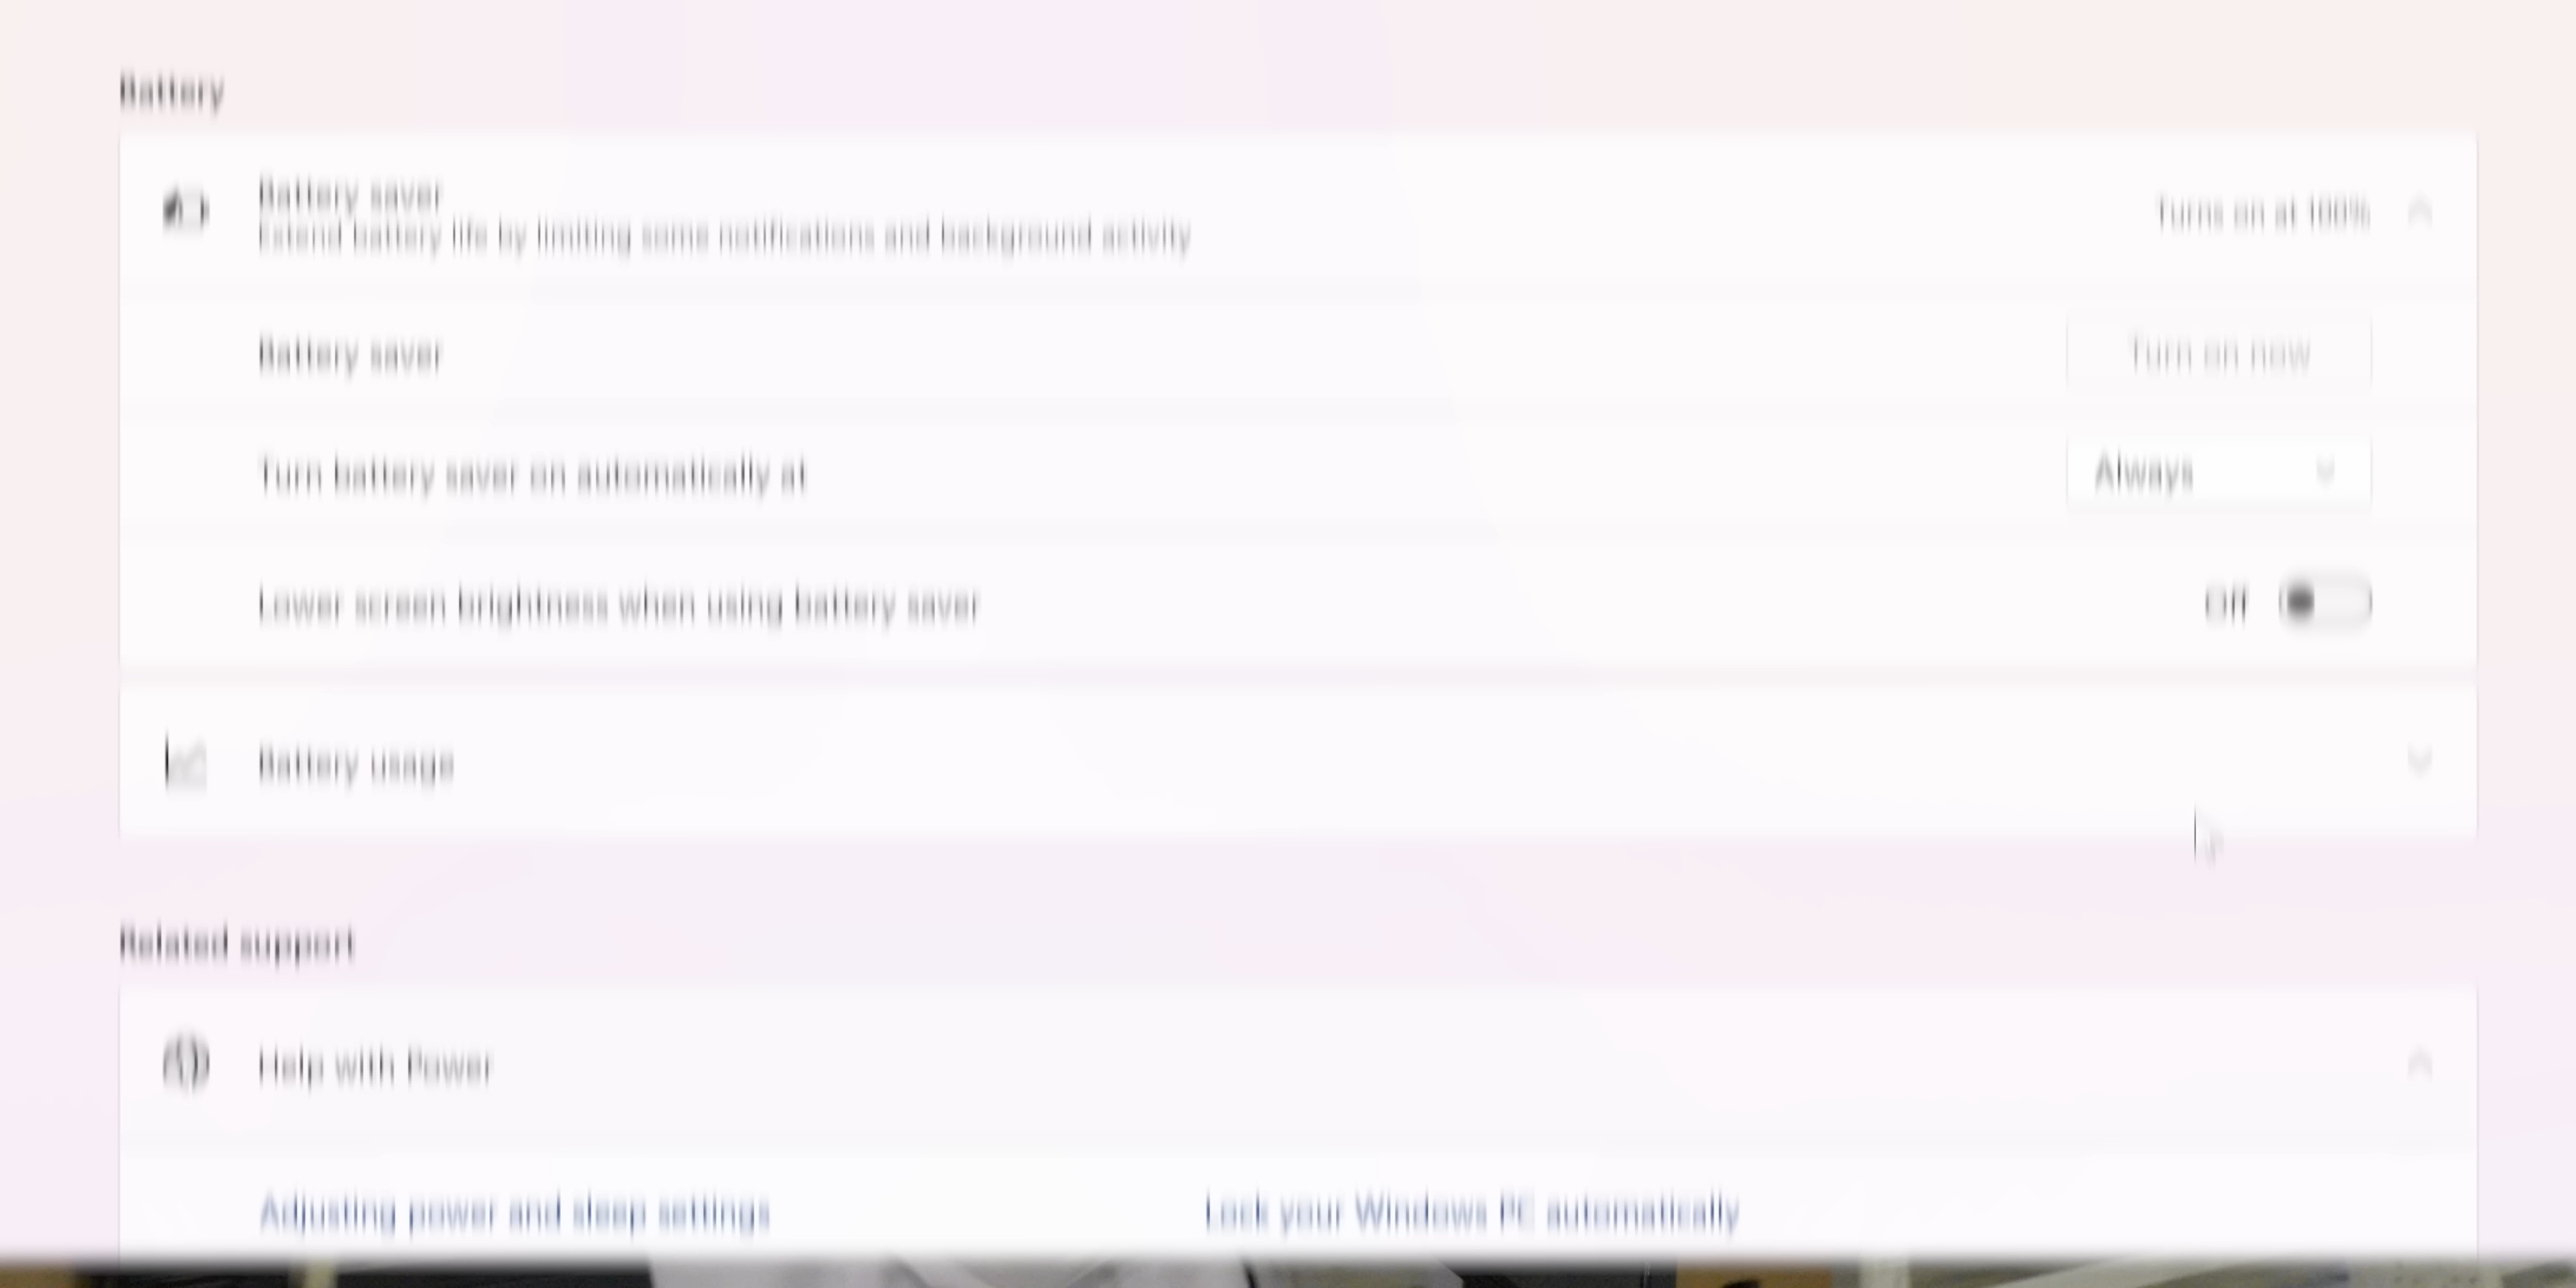 Battery
Battery saver
Extend battery life by limiting some notifications and background activity
Turns on at 100%
Battery saver
Turn on now
Turn battery saver on automatically at
Always
Lower screen brightness when using battery saver
Off
Battery usage
Related support
Help with Power
Adjusting power and sleep settings
Lock your Windows PC automatically